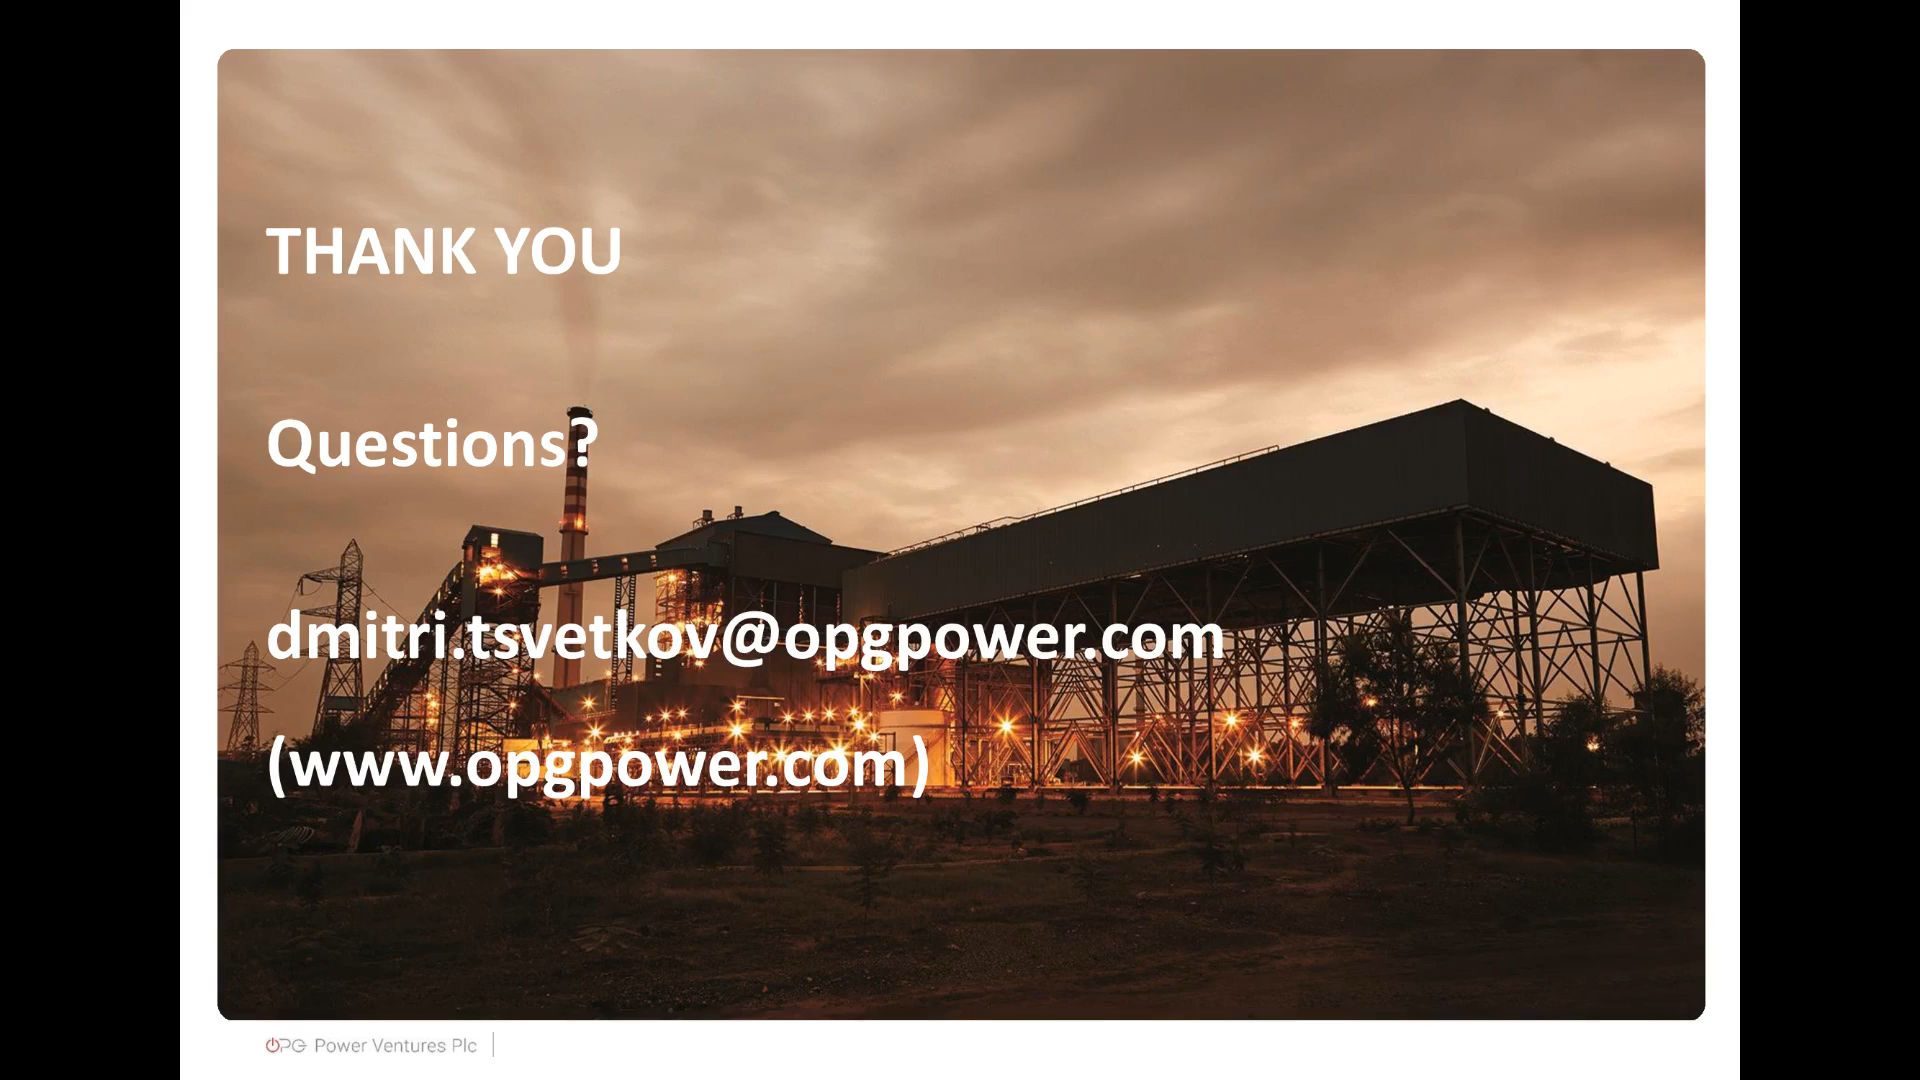 THANK YOU
Questions?
dmitri.tsvetkov@opgpower.com
(www.opgpower.com)
OPG Power Ventures Plc